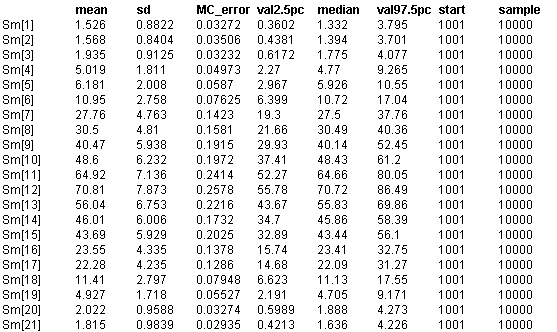 mean sd MC_error val2.5pc median val97.5pc start sample
Sm[1] 1.526 0.8822 0.03272 0.3602 1.332 3.795 1001 10000
Sm[2] 1.568 0.8404 0.03506 0.4381 1.394 3.701 1001 10000
Sm[3] 1.935 0.9125 0.03232 0.6172 1.775 4.077 1001 10000
Sm[4] 5.019 1.811 0.04973 2.27 4.77 9.265 1001 10000
Sm[5] 6.181 2.008 0.0587 2.967 5.926 10.55 1001 10000
Sm[6] 10.95 2.758 0.07625 6.399 10.72 17.04 1001 10000
Sm[7] 27.76 4.763 0.1423 19.3 27.5 37.76 1001 10000
Sm[8] 30.5 4.81 0.1581 21.66 30.49 40.36 1001 10000
Sm[9] 40.47 5.938 0.1915 29.93 40.14 52.45 1001 10000
Sm[10] 48.6 6.232 0.1972 37.41 48.43 61.2 1001 10000
Sm[11] 64.92 7.136 0.2414 52.27 64.66 80.05 1001 10000
Sm[12] 70.81 7.873 0.2578 55.78 70.72 86.49 1001 10000
Sm[13] 56.04 6.753 0.2216 43.67 55.83 69.86 1001 10000
Sm[14] 46.01 6.006 0.1732 34.7 45.86 58.39 1001 10000
Sm[15] 43.69 5.929 0.2025 32.89 43.44 56.1 1001 10000
Sm[16] 23.55 4.335 0.1378 15.74 23.41 32.75 1001 10000
Sm[17] 22.28 4.235 0.1286 14.68 22.09 31.27 1001 10000
Sm[18] 11.41 2.797 0.07948 6.623 11.13 17.55 1001 10000
Sm[19] 4.927 1.718 0.05527 2.191 4.705 9.171 1001 10000
Sm[20] 2.022 0.9588 0.03274 0.5989 1.888 4.273 1001 10000
Sm[21] 1.815 0.9839 0.02935 0.4213 1.636 4.226 1001 10000